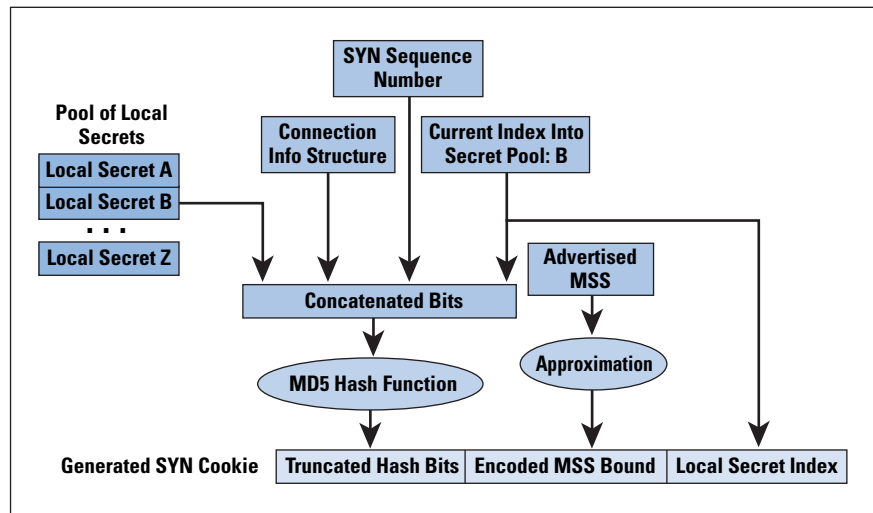 SYN Sequence
Number
Pool of Local
Secrets
Connection
Info Structure
Current Index Into
Secret Pool: B
Local Secret A
Local Secret B
. . .
Local Secret Z
Advertised
MSS
Concatenated Bits
Approximation
MD5 Hash Function
Generated SYN Cookie
Truncated Hash Bits
Encoded MSS Bound
Local Secret Index